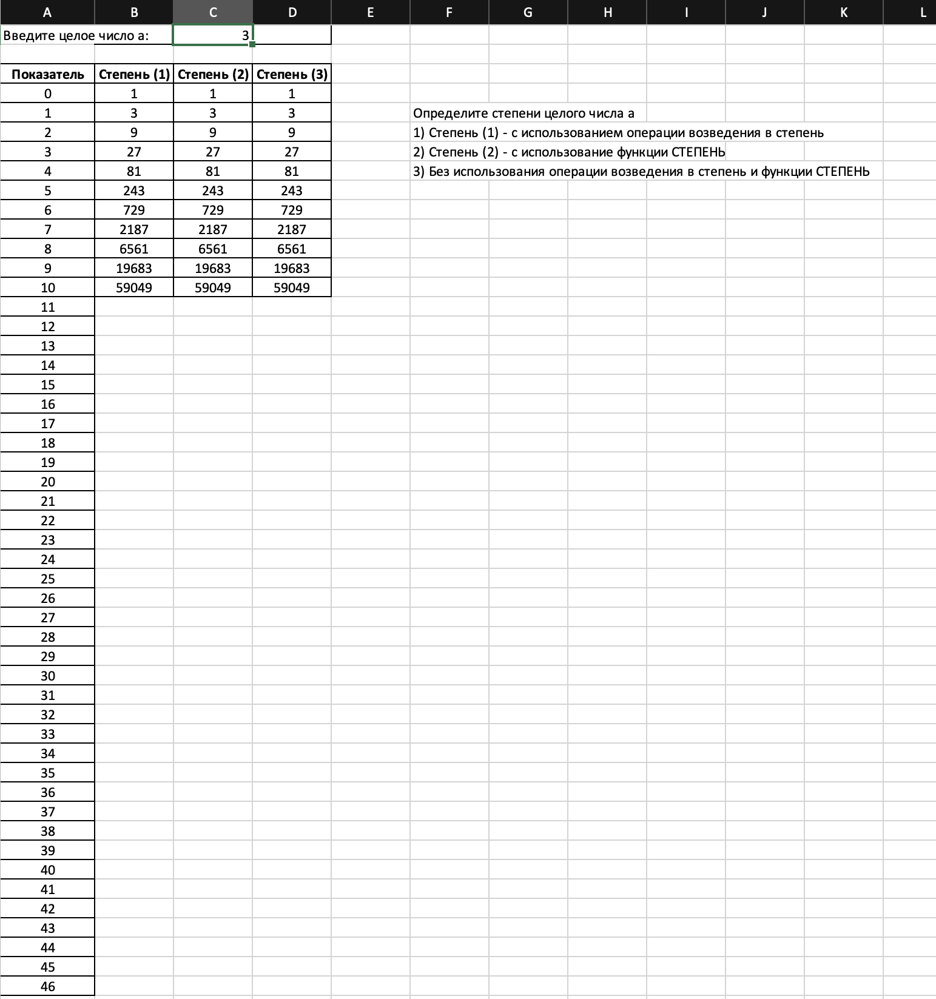 A B C D E F G H I J K L
Введите целое число a: 3
Показатель Степень (1) Степень (2) Степень (3)
0 1 1 1
1 3 3 3 Определите степени целого числа a
2 9 9 9 1) Степень (1) - с использованием операции возведения в степень
3 27 27 27 2) Степень (2) - с использование функции СТЕПЕНЬ
4 81 81 81 3) Без использования операции возведения в степень и функции СТЕПЕНЬ
5 243 243 243
6 729 729 729
7 2187 2187 2187
8 6561 6561 6561
9 19683 19683 19683
10 59049 59049 59049
11
12
13
14
15
16
17
18
19
20
21
22
23
24
25
26
27
28
29
30
31
32
33
34
35
36
37
38
39
40
41
42
43
44
45
46